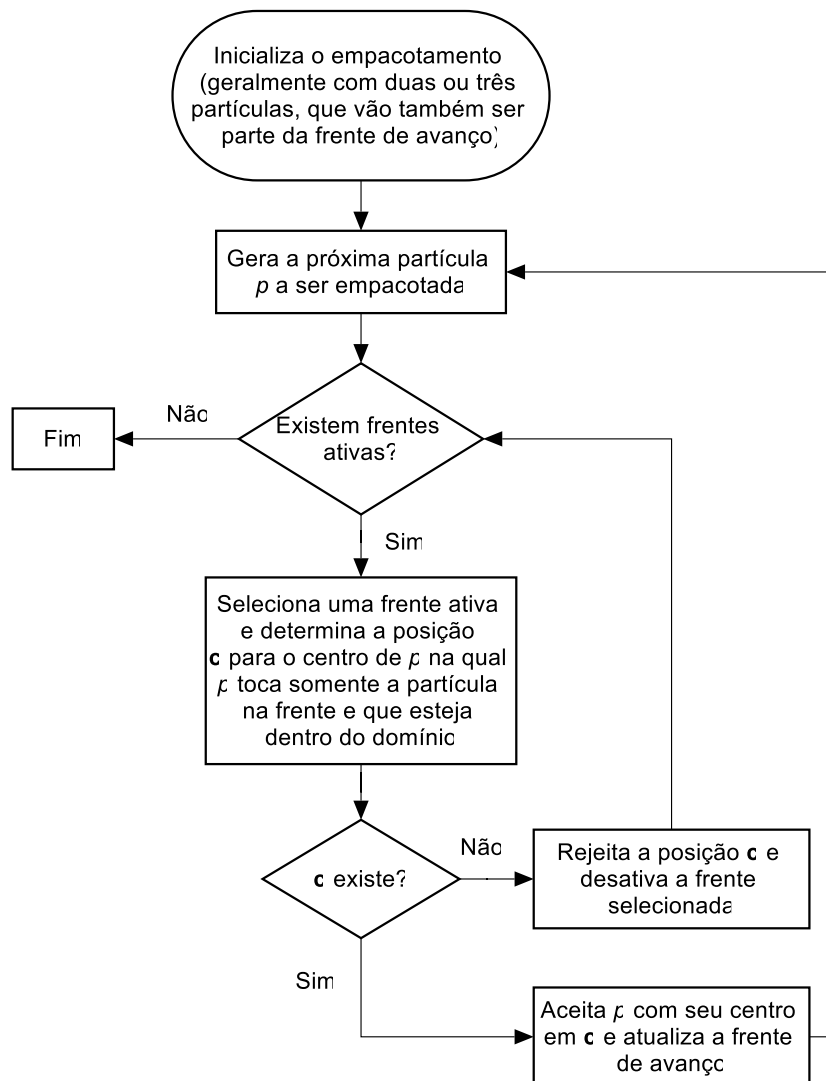 Inicializa o empacotamento
(geralmente com duas ou três
partículas, que vão também ser
parte da frente de avanço)
Gera a próxima partícula
p a ser empacotada
Existem frentes
ativas?
Não
Fim
Sim
Seleciona uma frente ativa
e determina a posição
c para o centro de p na qual
p toca somente a partícula
na frente e que esteja
dentro do domínio
c existe?
Não
Rejeita a posição c e
desativa a frente
selecionada
Sim
Aceita p com seu centro
em c e atualiza a frente
de avanço